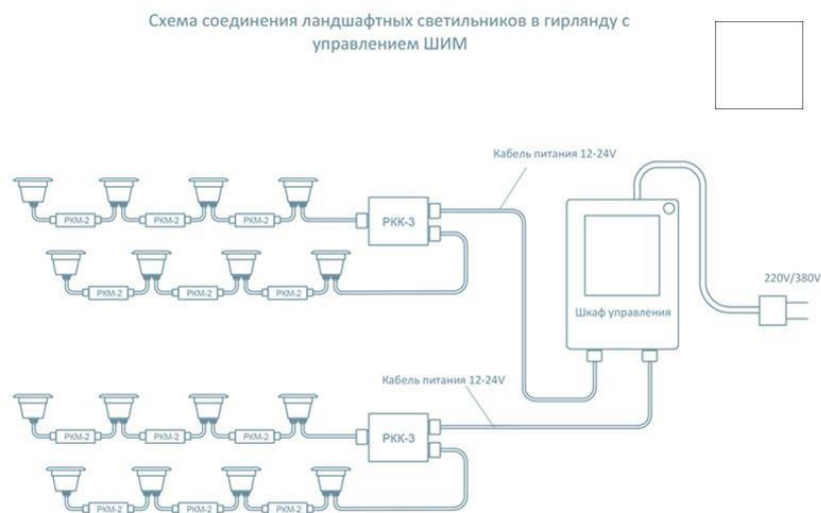 Схема соединения ландшафтных светильников в гирлянду с
управлением ШИМ
Кабель питания 12-24V
РКМ-2 РКМ-2 РКМ-2
РКК-3
РКМ-2 РКМ-2 РКМ-2
220V/380V
Шкаф управления
Кабель питания 12-24V
РКМ-2 РКМ-2 РКМ-2
РКК-3
РКМ-2 РКМ-2 РКМ-2